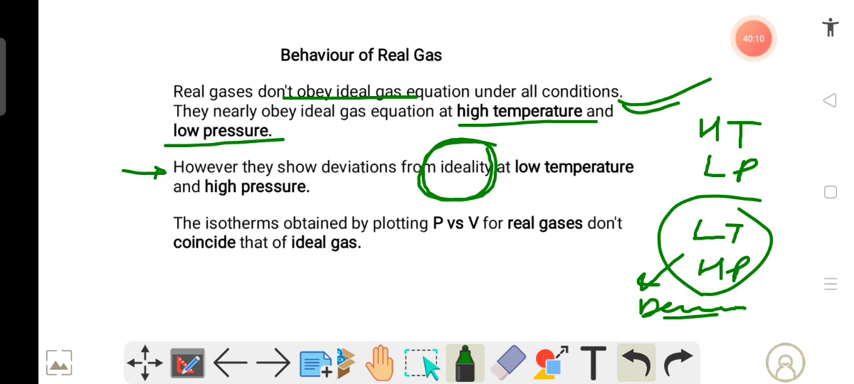 40:10
Behaviour of Real Gas
Real gases don't obey ideal gas equation under all conditions.
They nearly obey ideal gas equation at high temperature and
low pressure.
However they show deviations from ideality at low temperature
and high pressure.
The isotherms obtained by plotting P vs V for real gases don't
coincide that of ideal gas.
HT
LP
LT
HP
T